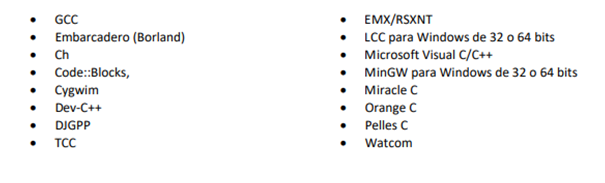 • GCC
• Embarcadero (Borland)
• Ch
• Code::Blocks,
• Cygwim
• Dev-C++
• DJGPP
• TCC
• EMX/RSXNT
• LCC para Windows de 32 o 64 bits
• Microsoft Visual C/C++
• MinGW para Windows de 32 o 64 bits
• Miracle C
• Orange C
• Pelles C
• Watcom